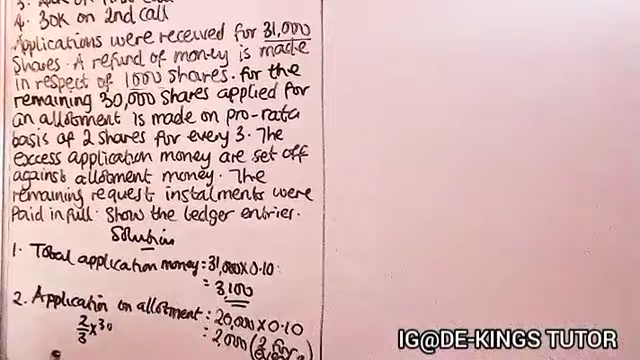 4. 30K on 2nd call
Applications were received for 31,000
shares. A refund of money is made
in respect of 1000 shares. for the
remaining 30,000 shares applied for
an allotment is made on pro-rata
basis of 2 shares for every 3. The
excess application money are set off
against allotment money. The
remaining request instalments were
Paid in full. Show the ledger entries.
Solution
1. Total application money = 31,000 x 0.10
= 3,100
2. Application on allotment = 20,000 x 0.10
2/3 x 30
= 2,000 (2 for
every 3)
IG@DE-KINGS TUTOR